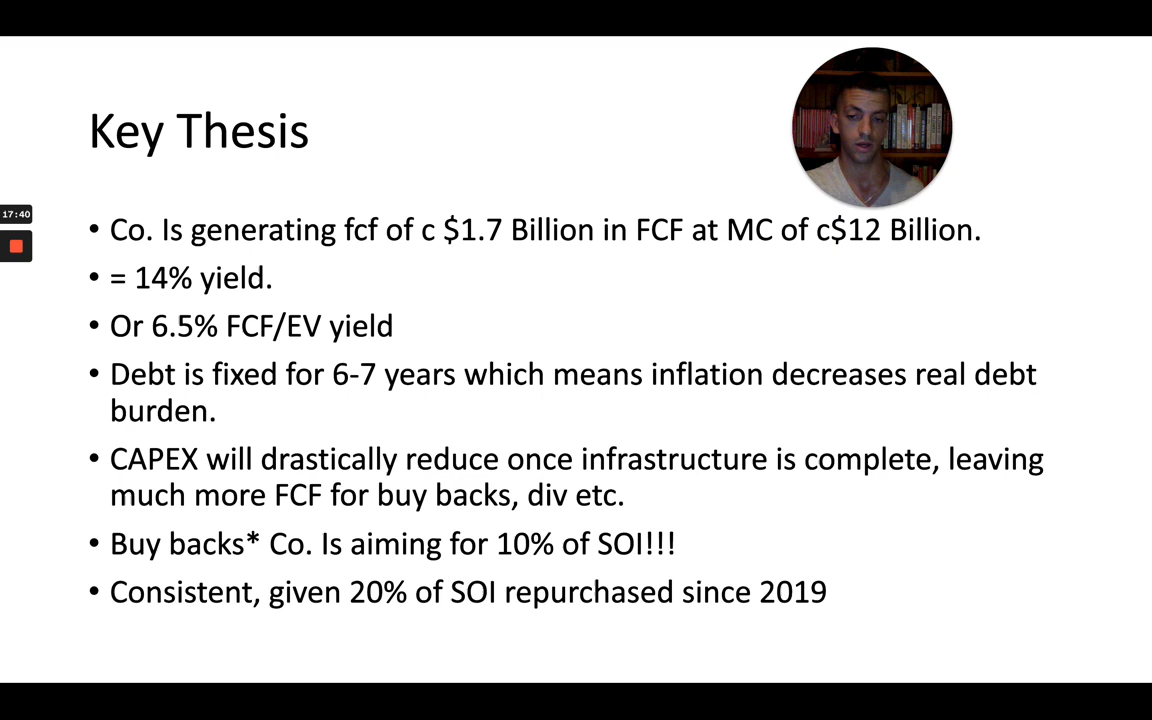 Key Thesis
17:40
• Co. Is generating fcf of c $1.7 Billion in FCF at MC of c$12 Billion.
• = 14% yield.
• Or 6.5% FCF/EV yield
• Debt is fixed for 6-7 years which means inflation decreases real debt
burden.
• CAPEX will drastically reduce once infrastructure is complete, leaving
much more FCF for buy backs, div etc.
• Buy backs* Co. Is aiming for 10% of SOI!!!
• Consistent, given 20% of SOI repurchased since 2019